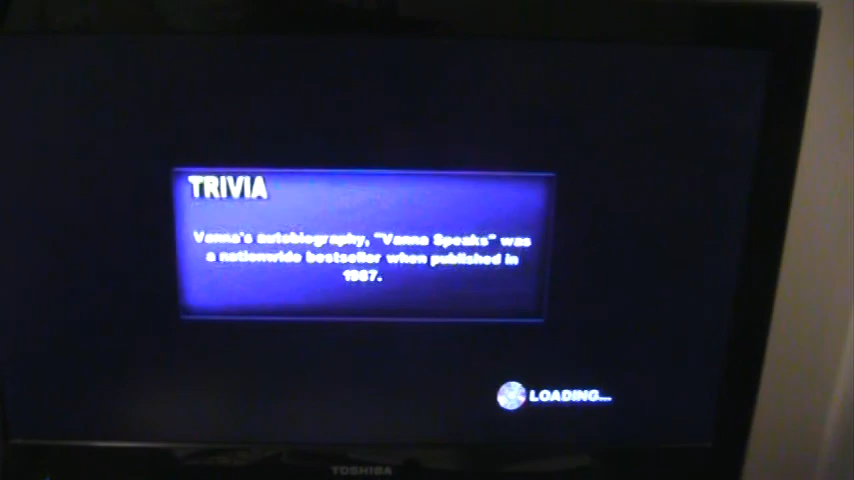 TRIVIA
Vanna's autobiography, "Vanna Speaks" was
a nationwide bestseller when published in
1987.
LOADING...
TOSHIBA